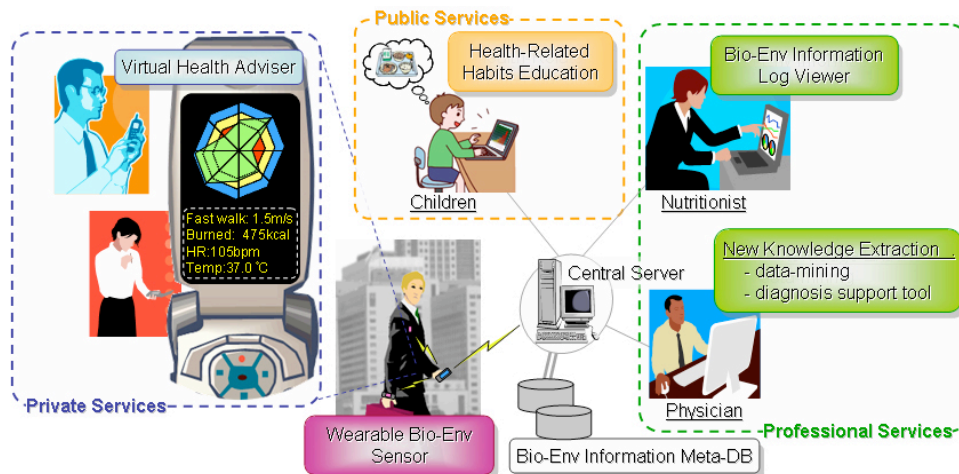 Public Services
Virtual Health Adviser
Health-Related
Habits Education
Bio-Env Information
Log Viewer
Fast walk: 1.5m/s
Burned: 475kcal
HR:105bpm
Temp:37.0 ℃
Children
Nutritionist
New Knowledge Extraction
- data-mining
- diagnosis support tool
Central Server
Private Services
Wearable Bio-Env
Sensor
Bio-Env Information Meta-DB
Physician
Professional Services